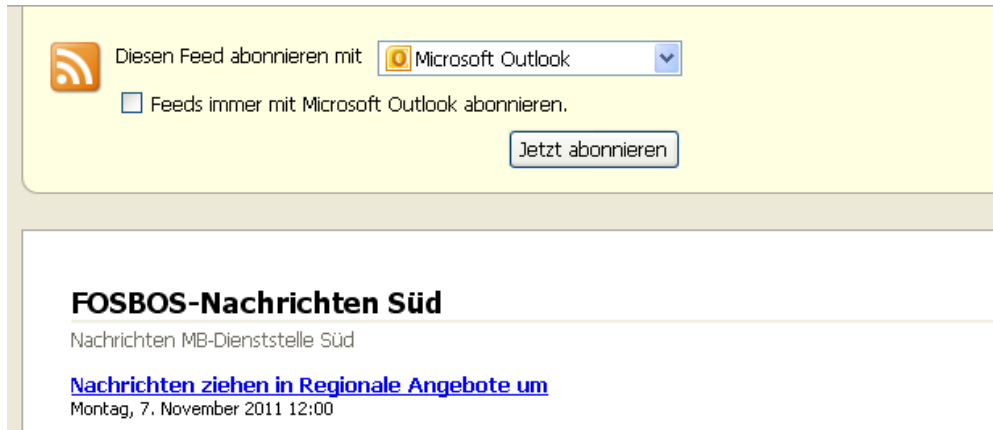 Diesen Feed abonnieren mit Microsoft Outlook
Feeds immer mit Microsoft Outlook abonnieren.
Jetzt abonnieren
FOSBOS-Nachrichten Süd
Nachrichten MB-Dienststelle Süd
Nachrichten ziehen in Regionale Angebote um
Montag, 7. November 2011 12:00